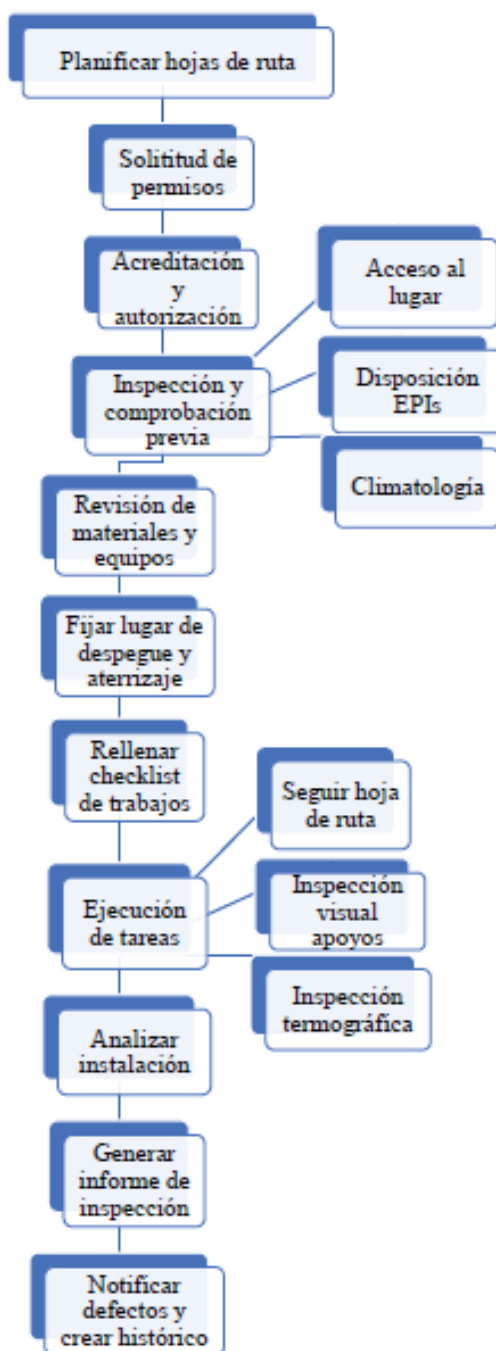 Planificar hojas de ruta
Solititud de
permisos
Acreditación
y
autorización
Inspección y
comprobación
previa
Acceso al
lugar
Disposición
EPIs
Climatología
Revisión de
materiales y
equipos
Fijar lugar de
despegue y
aterrizaje
Rellenar
checklist
de trabajos
Ejecución
de tareas
Seguir hoja
de ruta
Inspección
visual
apoyos
Inspección
termográfica
Analizar
instalación
Generar
informe de
inspección
Notificar
defectos y
crear histórico